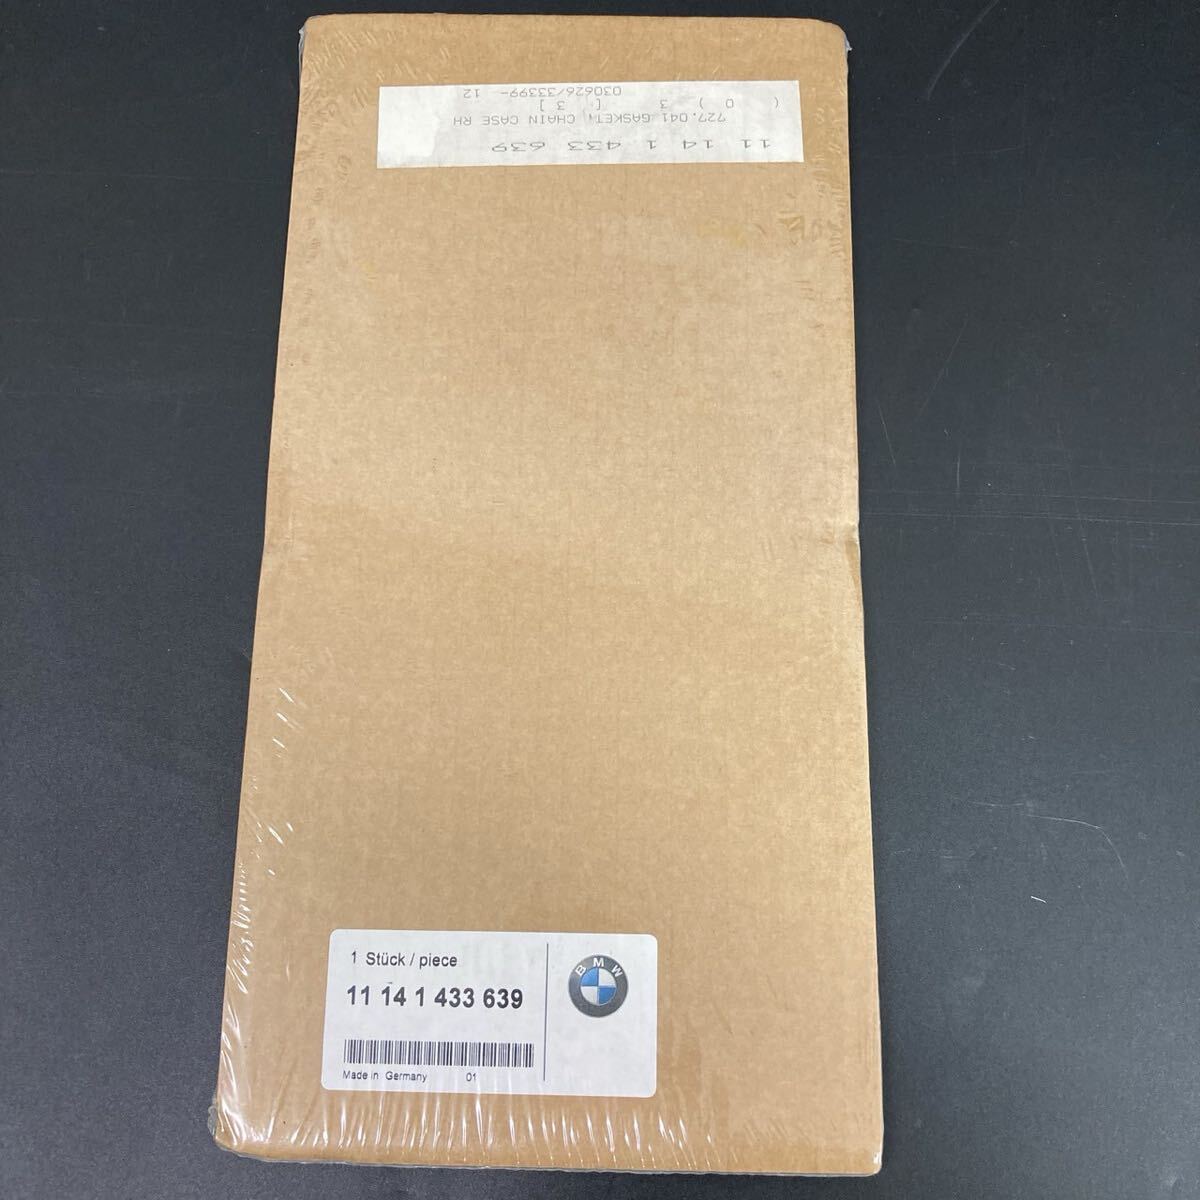 11 14 1 433 639
727.041 GASKET, CHAIN CASE RH
( 0 ) 3 [ 3 ]
030626/33399- 12
1 Stück / piece
11 14 1 433 639
BMW
Made in Germany 01